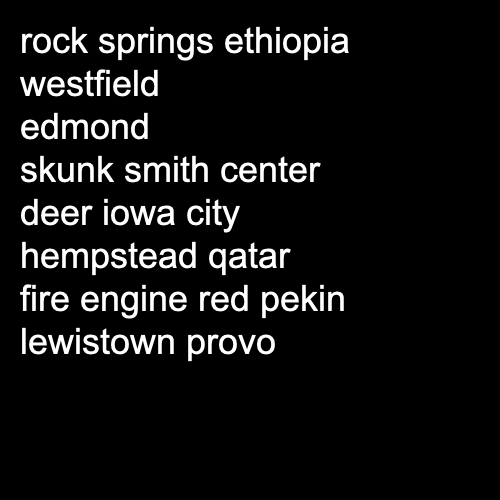 rock springs ethiopia
westfield
edmond
skunk smith center
deer iowa city
hempstead qatar
fire engine red pekin
lewistown provo